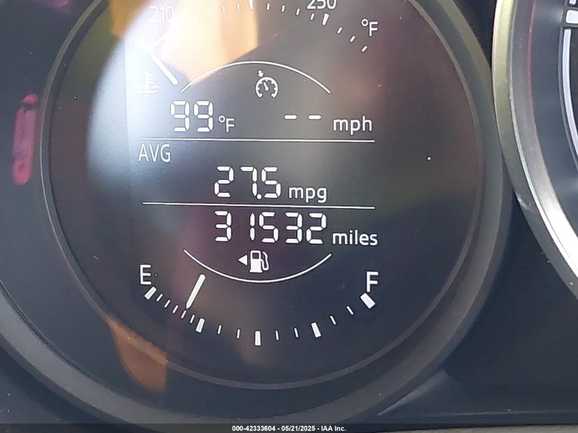 210 250 °F
99 °F -- mph
AVG
27.5 mpg
31532 miles
E F
000-42333604 - 05/21/2025 - IAA Inc.